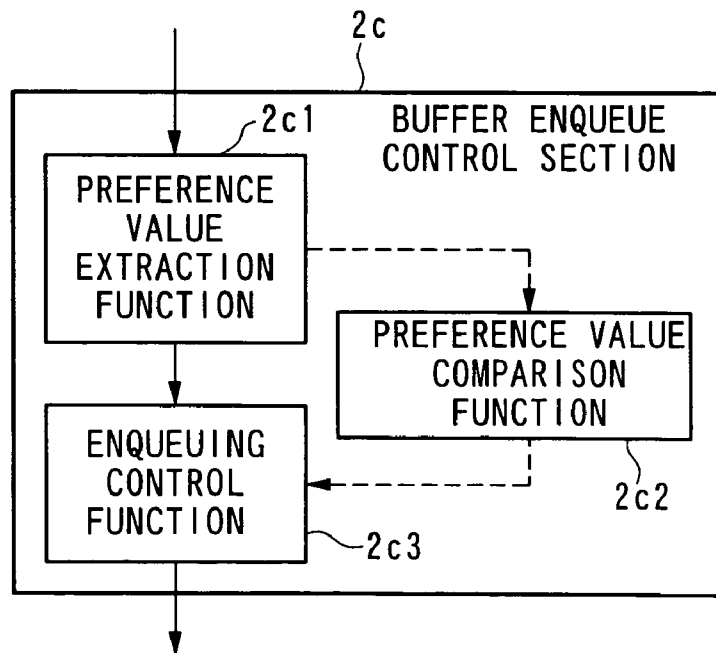 2c
BUFFER ENQUEUE
CONTROL SECTION
2c1
PREFERENCE
VALUE
EXTRACTION
FUNCTION
PREFERENCE VALUE
COMPARISON
FUNCTION
2c2
ENQUEUING
CONTROL
FUNCTION
2c3